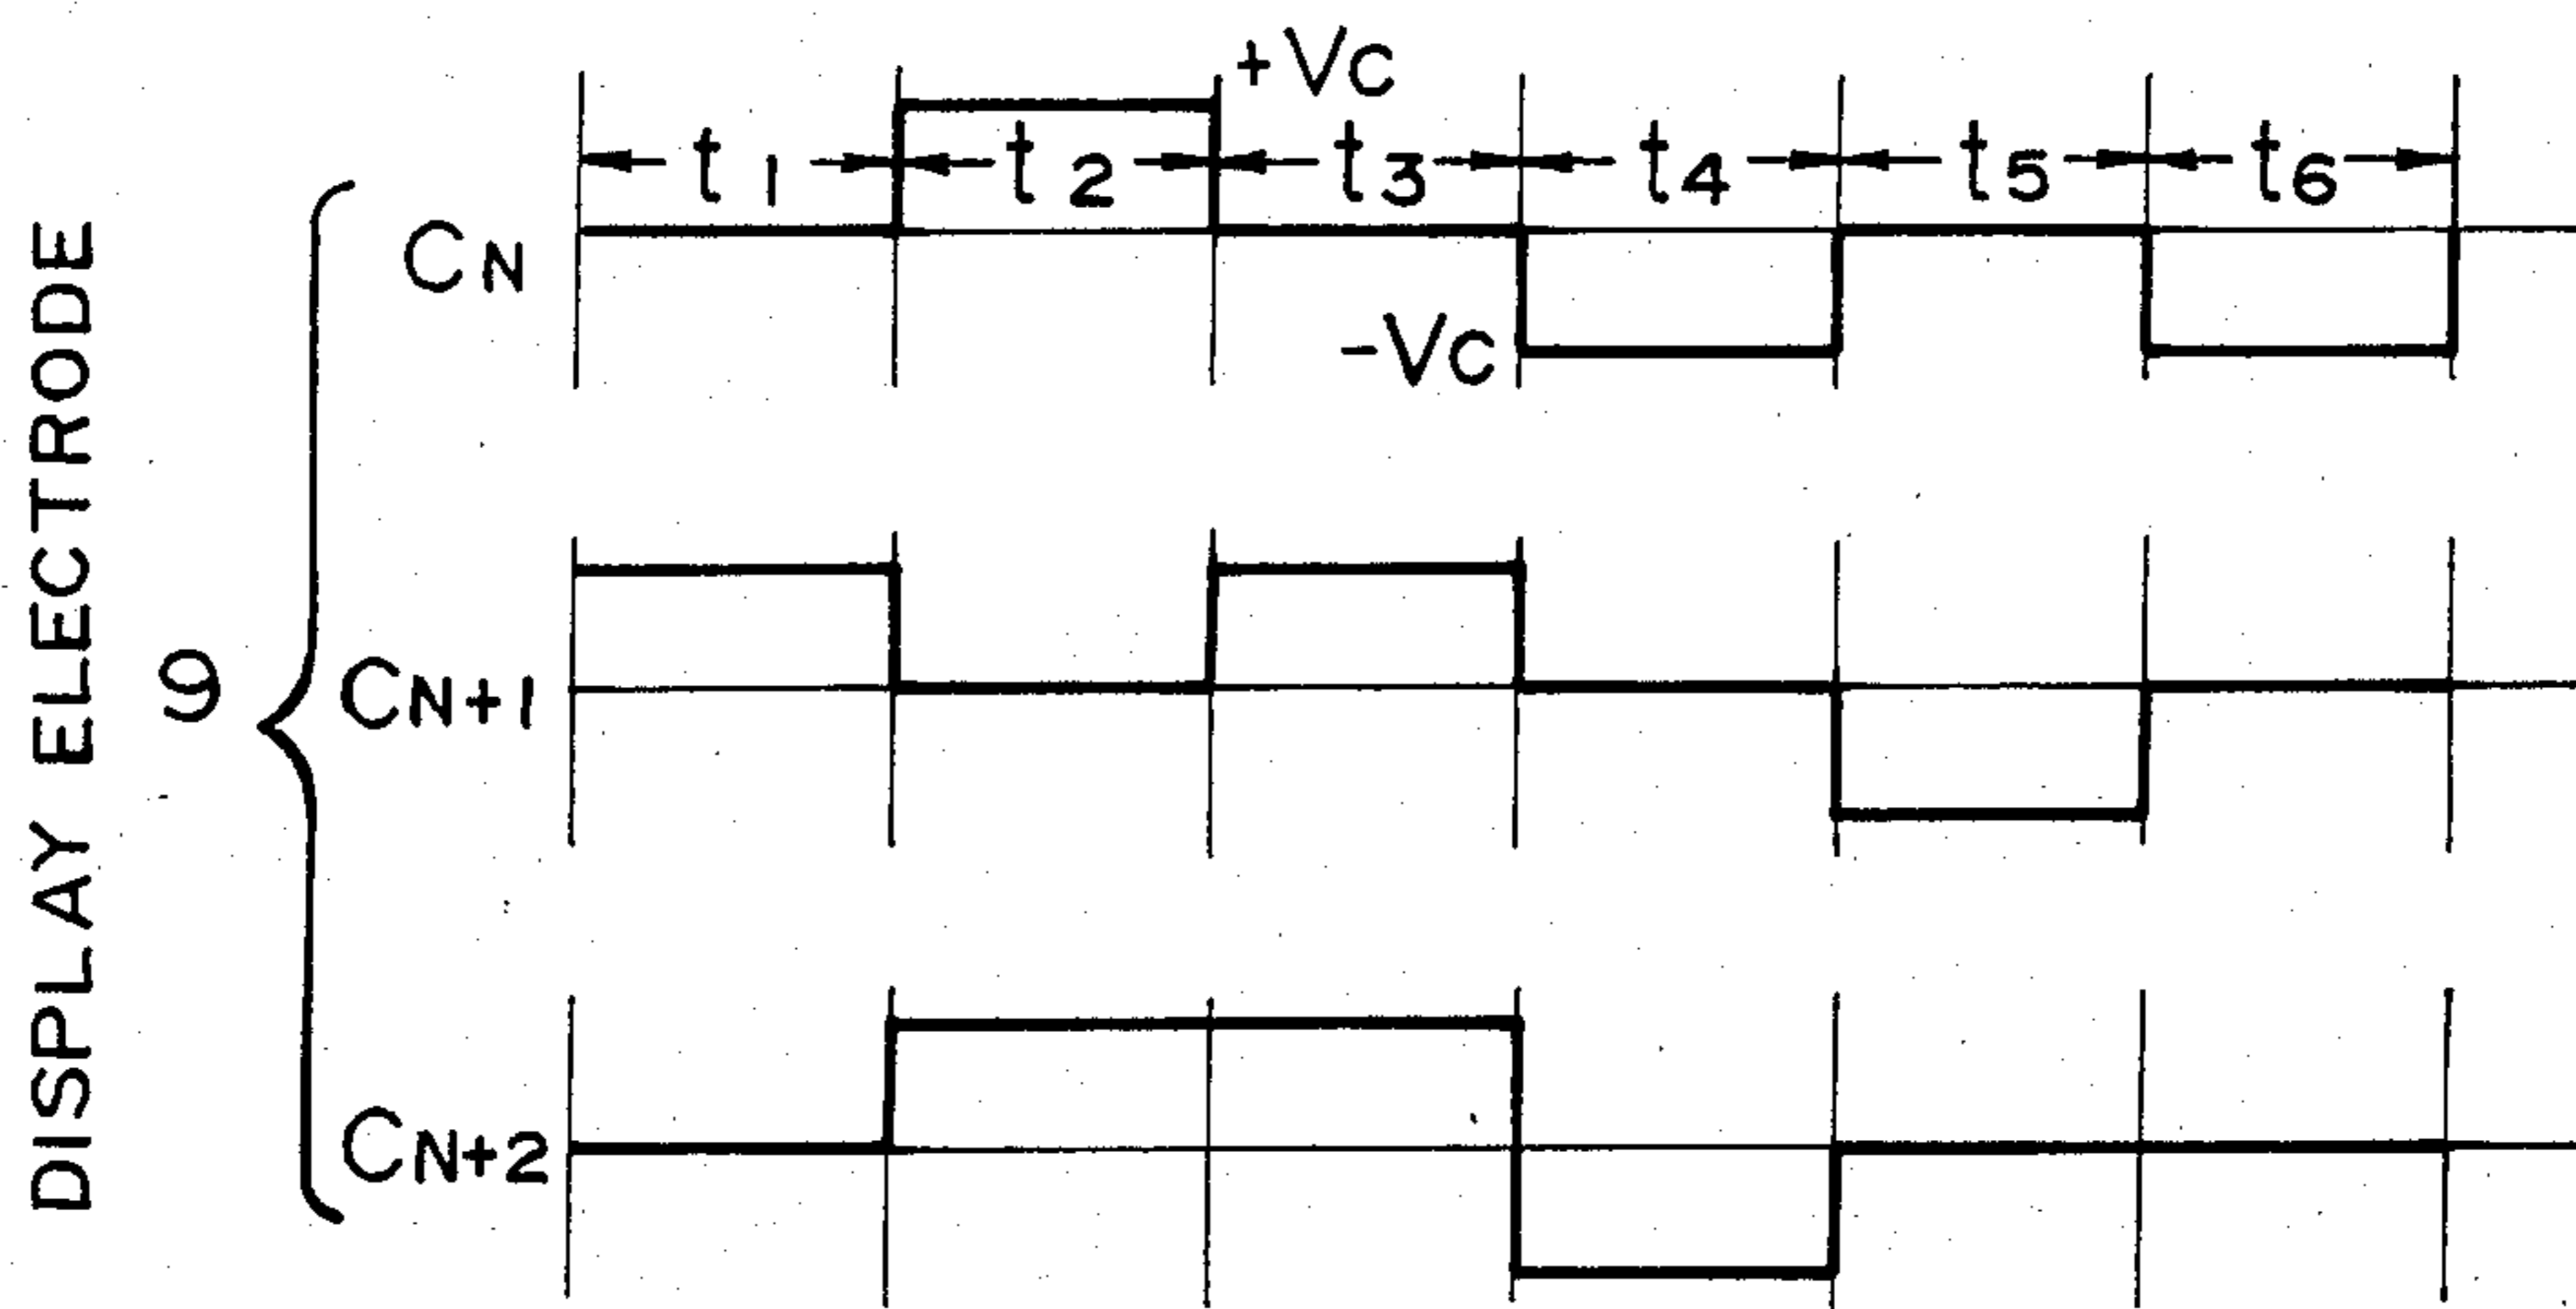 DISPLAY ELECTRODE
9
+Vc
t1 t2 t3 t4 t5 t6
CN
-Vc
CN+1
CN+2